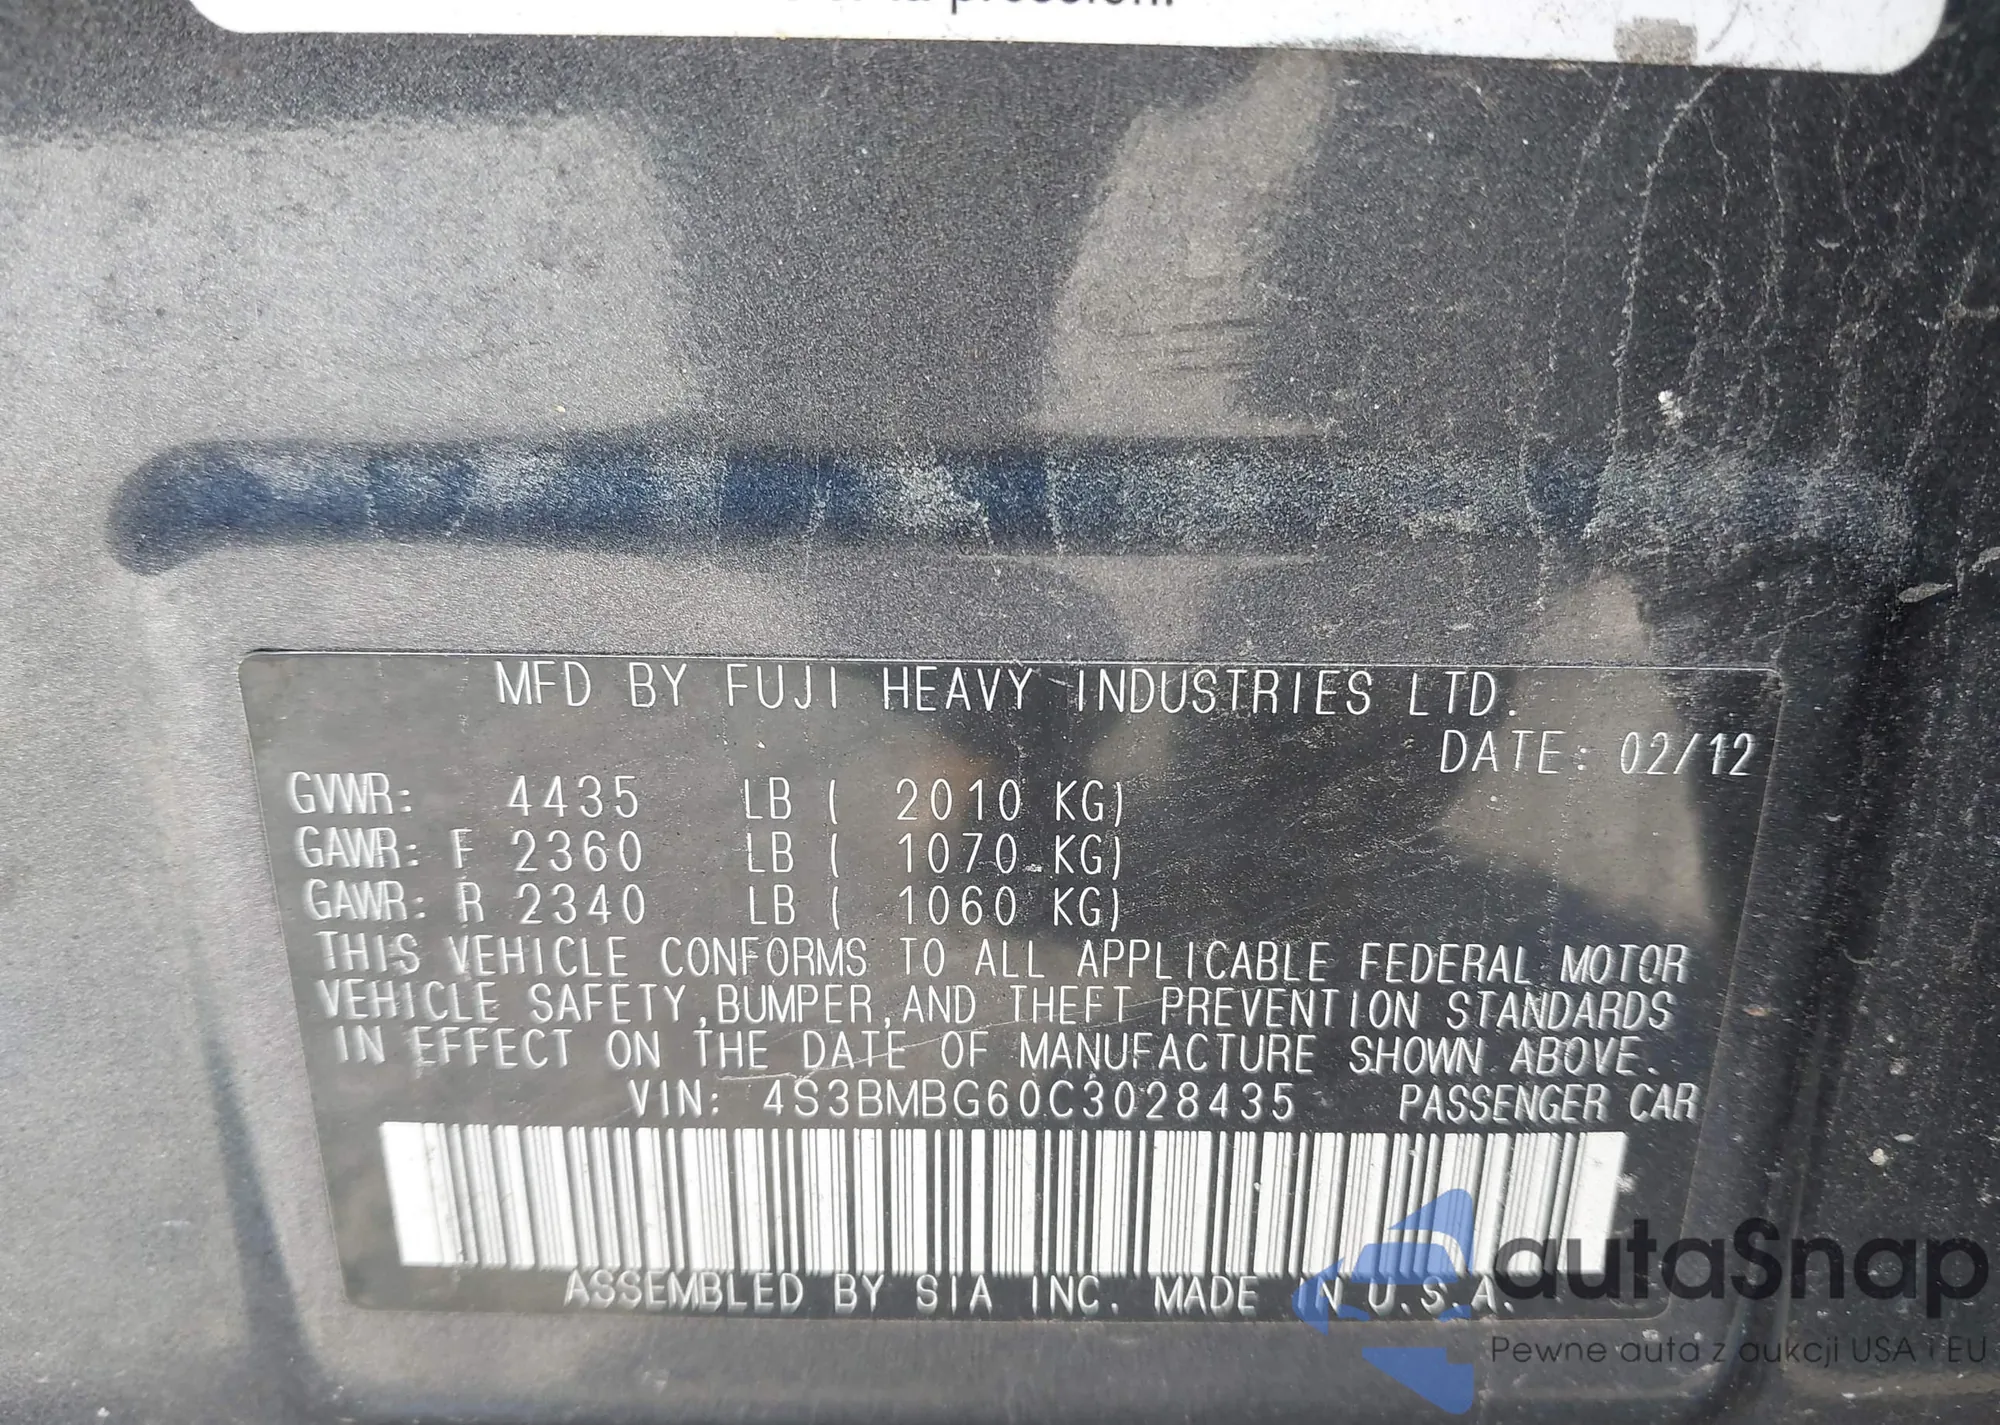 pression.
MFD BY FUJI HEAVY INDUSTRIES LTD.
DATE: 02/12
GVWR: 4435 LB ( 2010 KG)
GAWR: F 2360 LB ( 1070 KG)
GAWR: R 2340 LB ( 1060 KG)
THIS VEHICLE CONFORMS TO ALL APPLICABLE FEDERAL MOTOR
VEHICLE SAFETY,BUMPER,AND THEFT PREVENTION STANDARDS
IN EFFECT ON THE DATE OF MANUFACTURE SHOWN ABOVE.
VIN: 4S3BMBG60C3028435 PASSENGER CAR
ASSEMBLED BY SIA INC. MADE IN U.S.A.
autaSnap
Pewne auta z aukcji USA i EU